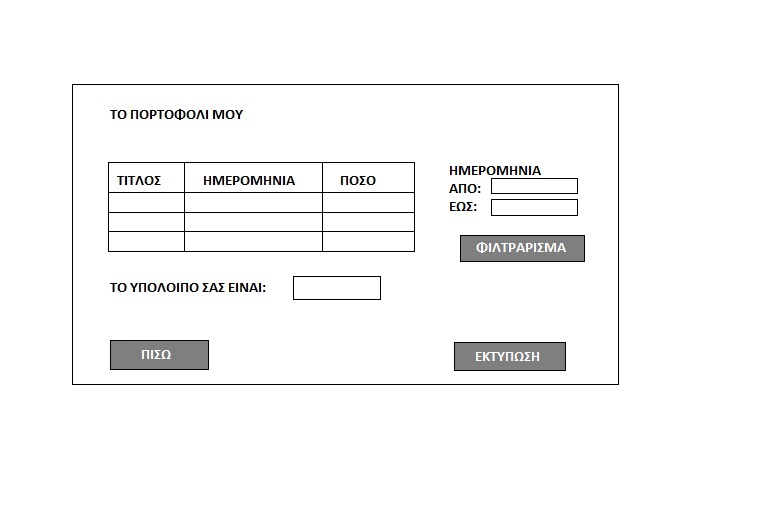 ΤΟ ΠΟΡΤΟΦΟΛΙ ΜΟΥ
ΤΙΤΛΟΣ ΗΜΕΡΟΜΗΝΙΑ ΠΟΣΟ
ΗΜΕΡΟΜΗΝΙΑ
ΑΠΟ:
ΕΩΣ:
ΦΙΛΤΡΑΡΙΣΜΑ
ΤΟ ΥΠΟΛΟΙΠΟ ΣΑΣ ΕΙΝΑΙ:
ΠΙΣΩ
ΕΚΤΥΠΩΣΗ